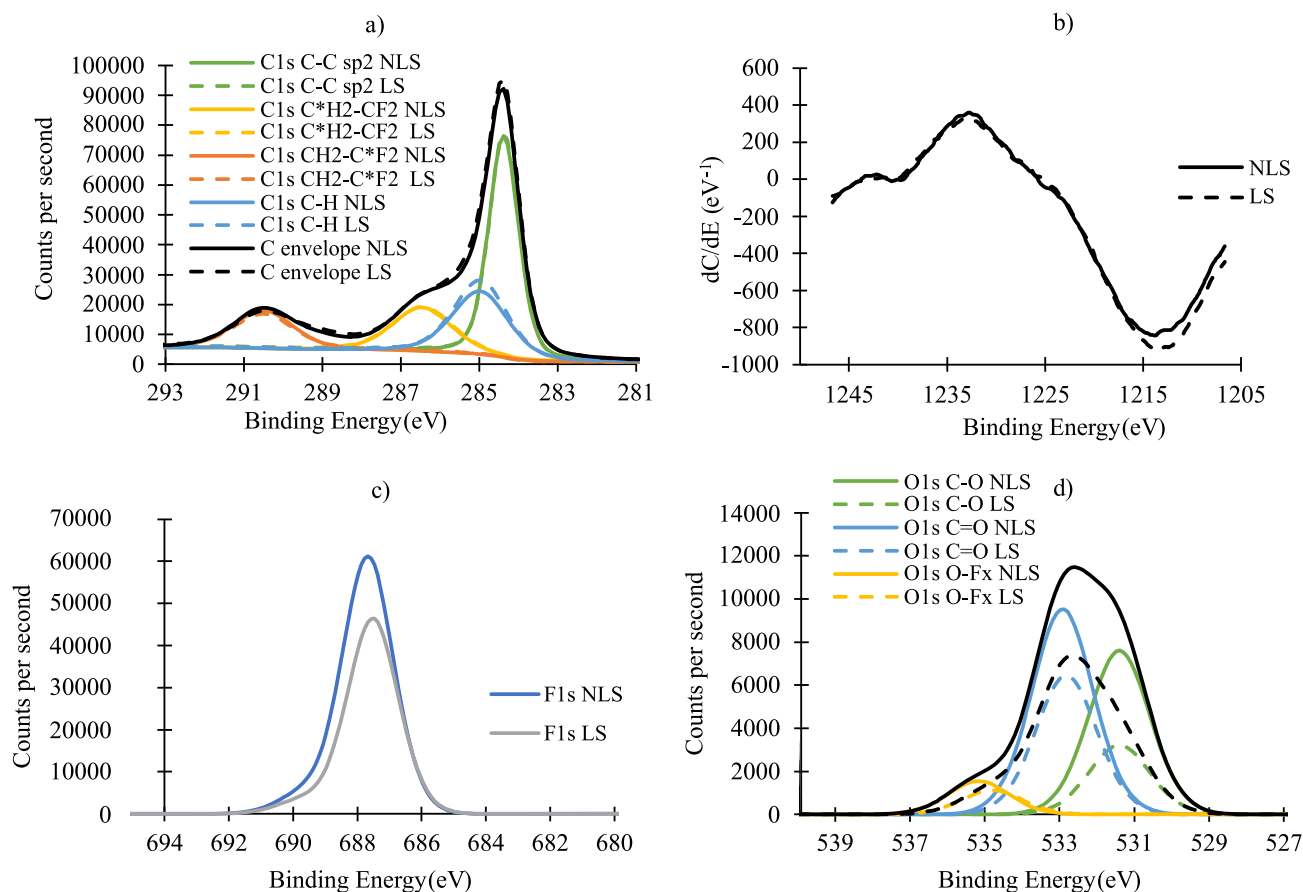 a)
C1s C-C sp2 NLS
C1s C-C sp2 LS
C1s C*H2-CF2 NLS
C1s C*H2-CF2 LS
C1s CH2-C*F2 NLS
C1s CH2-C*F2 LS
C1s C-H NLS
C1s C-H LS
C envelope NLS
C envelope LS
Counts per second
100000
90000
80000
70000
60000
50000
40000
30000
20000
10000
0
293 291 289 287 285 283 281
Binding Energy(eV)
b)
dC/dE (eV⁻¹)
600
400
200
0
-200
-400
-600
-800
-1000
1245 1235 1225 1215 1205
Binding Energy(eV)
NLS
LS
c)
Counts per second
70000
60000
50000
40000
30000
20000
10000
0
694 692 690 688 686 684 682 680
Binding Energy(eV)
F1s NLS
F1s LS
d)
O1s C-O NLS
O1s C-O LS
O1s C=O NLS
O1s C=O LS
O1s O-Fx NLS
O1s O-Fx LS
Counts per second
14000
12000
10000
8000
6000
4000
2000
0
539 537 535 533 531 529 527
Binding Energy(eV)